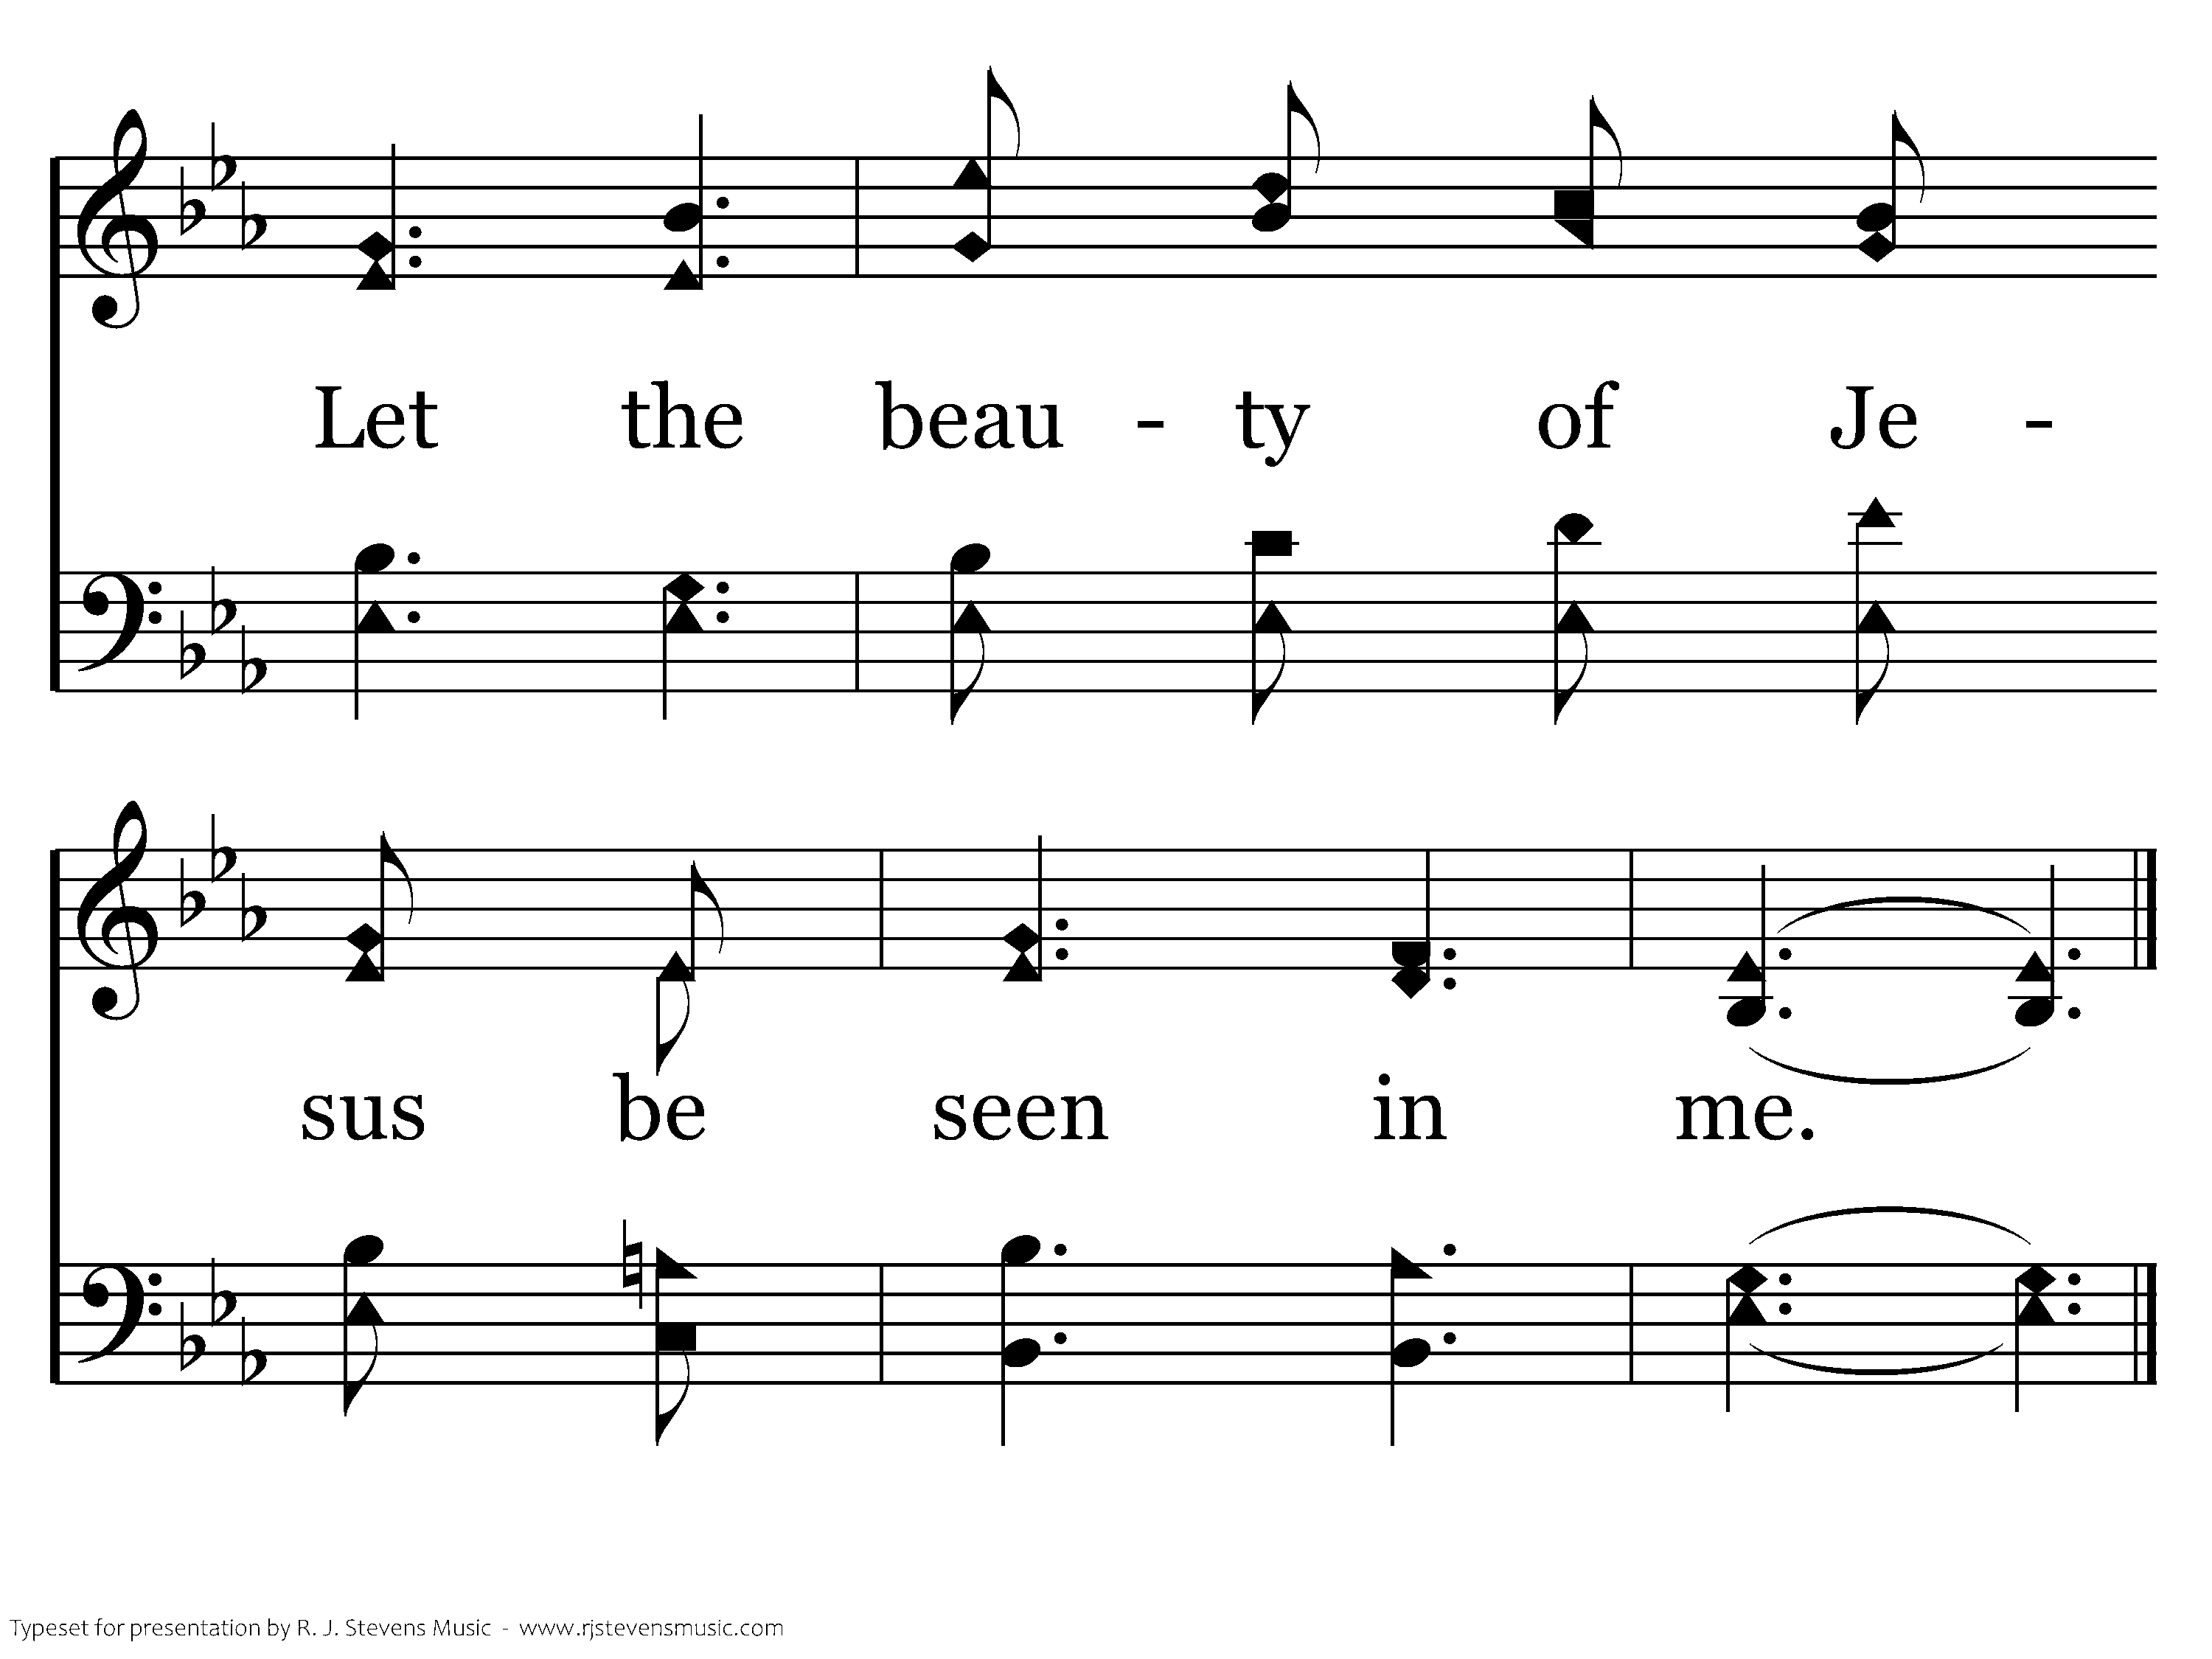 Let the beau - ty of Je -
sus be seen in me.
Typeset for presentation by R. J. Stevens Music - www.rjstevensmusic.com